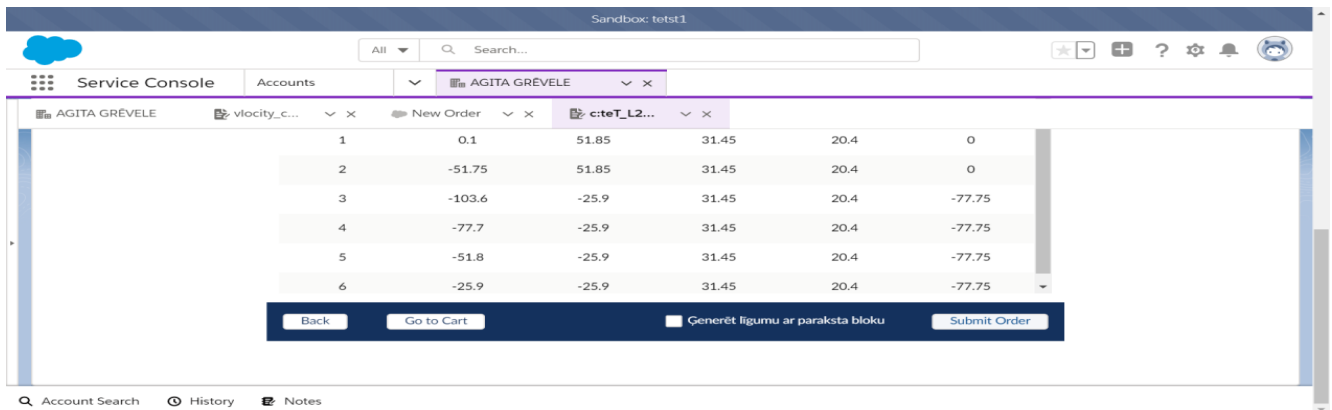 Sandbox: tetst1
All Search...
Service Console Accounts AGITA GRĒVELE
AGITA GRĒVELE vlocity_c... New Order c:teT_L2...
1 0.1 51.85 31.45 20.4 0
2 -51.75 51.85 31.45 20.4 0
3 -103.6 -25.9 31.45 20.4 -77.75
4 -77.7 -25.9 31.45 20.4 -77.75
5 -51.8 -25.9 31.45 20.4 -77.75
6 -25.9 -25.9 31.45 20.4 -77.75
Back Go to Cart Ģenerēt līgumu ar paraksta bloku Submit Order
Account Search History Notes